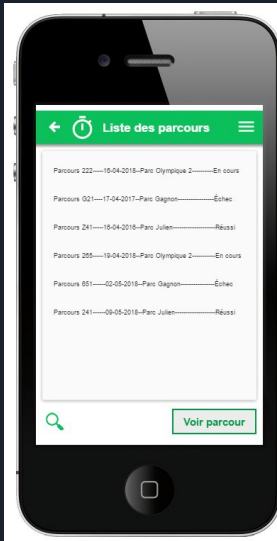 Liste des parcours
Parcours 222-----16-04-2018--Parc Olympique 2----------En cours
Parcours G21----17-04-2017--Parc Gagnon-----------------Échec
Parcours Z41----16-04-2016--Parc Julien-------------------Réussi
Parcours 265----19-04-2018--Parc Olympique 2----------En cours
Parcours 651----02-05-2018--Parc Gagnon-----------------Échec
Parcours 241----09-05-2018--Parc Julien-------------------Réussi
Voir parcour